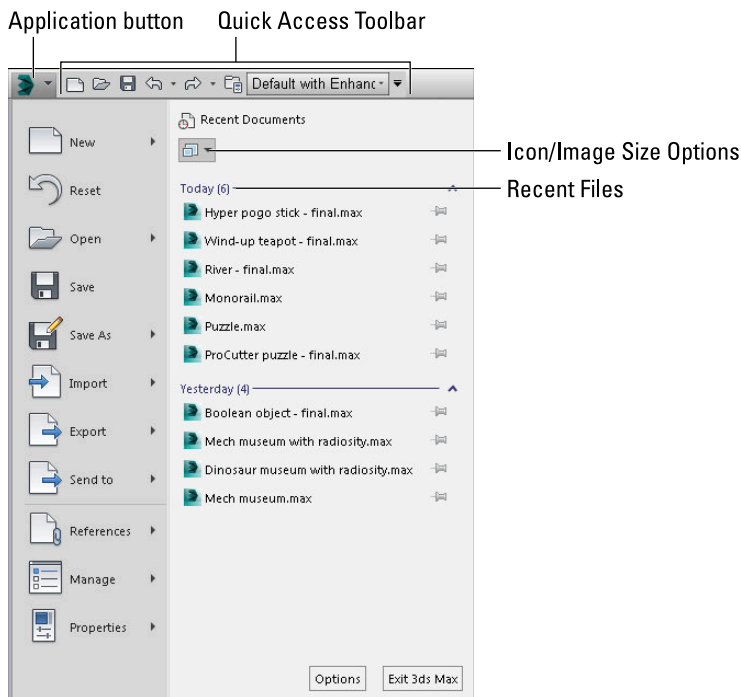 Application button
Quick Access Toolbar
Default with Enhanc
Recent Documents
Icon/Image Size Options
Today (6)
Recent Files
Hyper pogo stick - final.max
Wind-up teapot - final.max
River - final.max
Monorail.max
Puzzle.max
ProCutter puzzle - final.max
Yesterday (4)
Boolean object - final.max
Mech museum with radiosity.max
Dinosaur museum with radiosity.max
Mech museum.max
New
Reset
Open
Save
Save As
Import
Export
Send to
References
Manage
Properties
Options
Exit 3ds Max